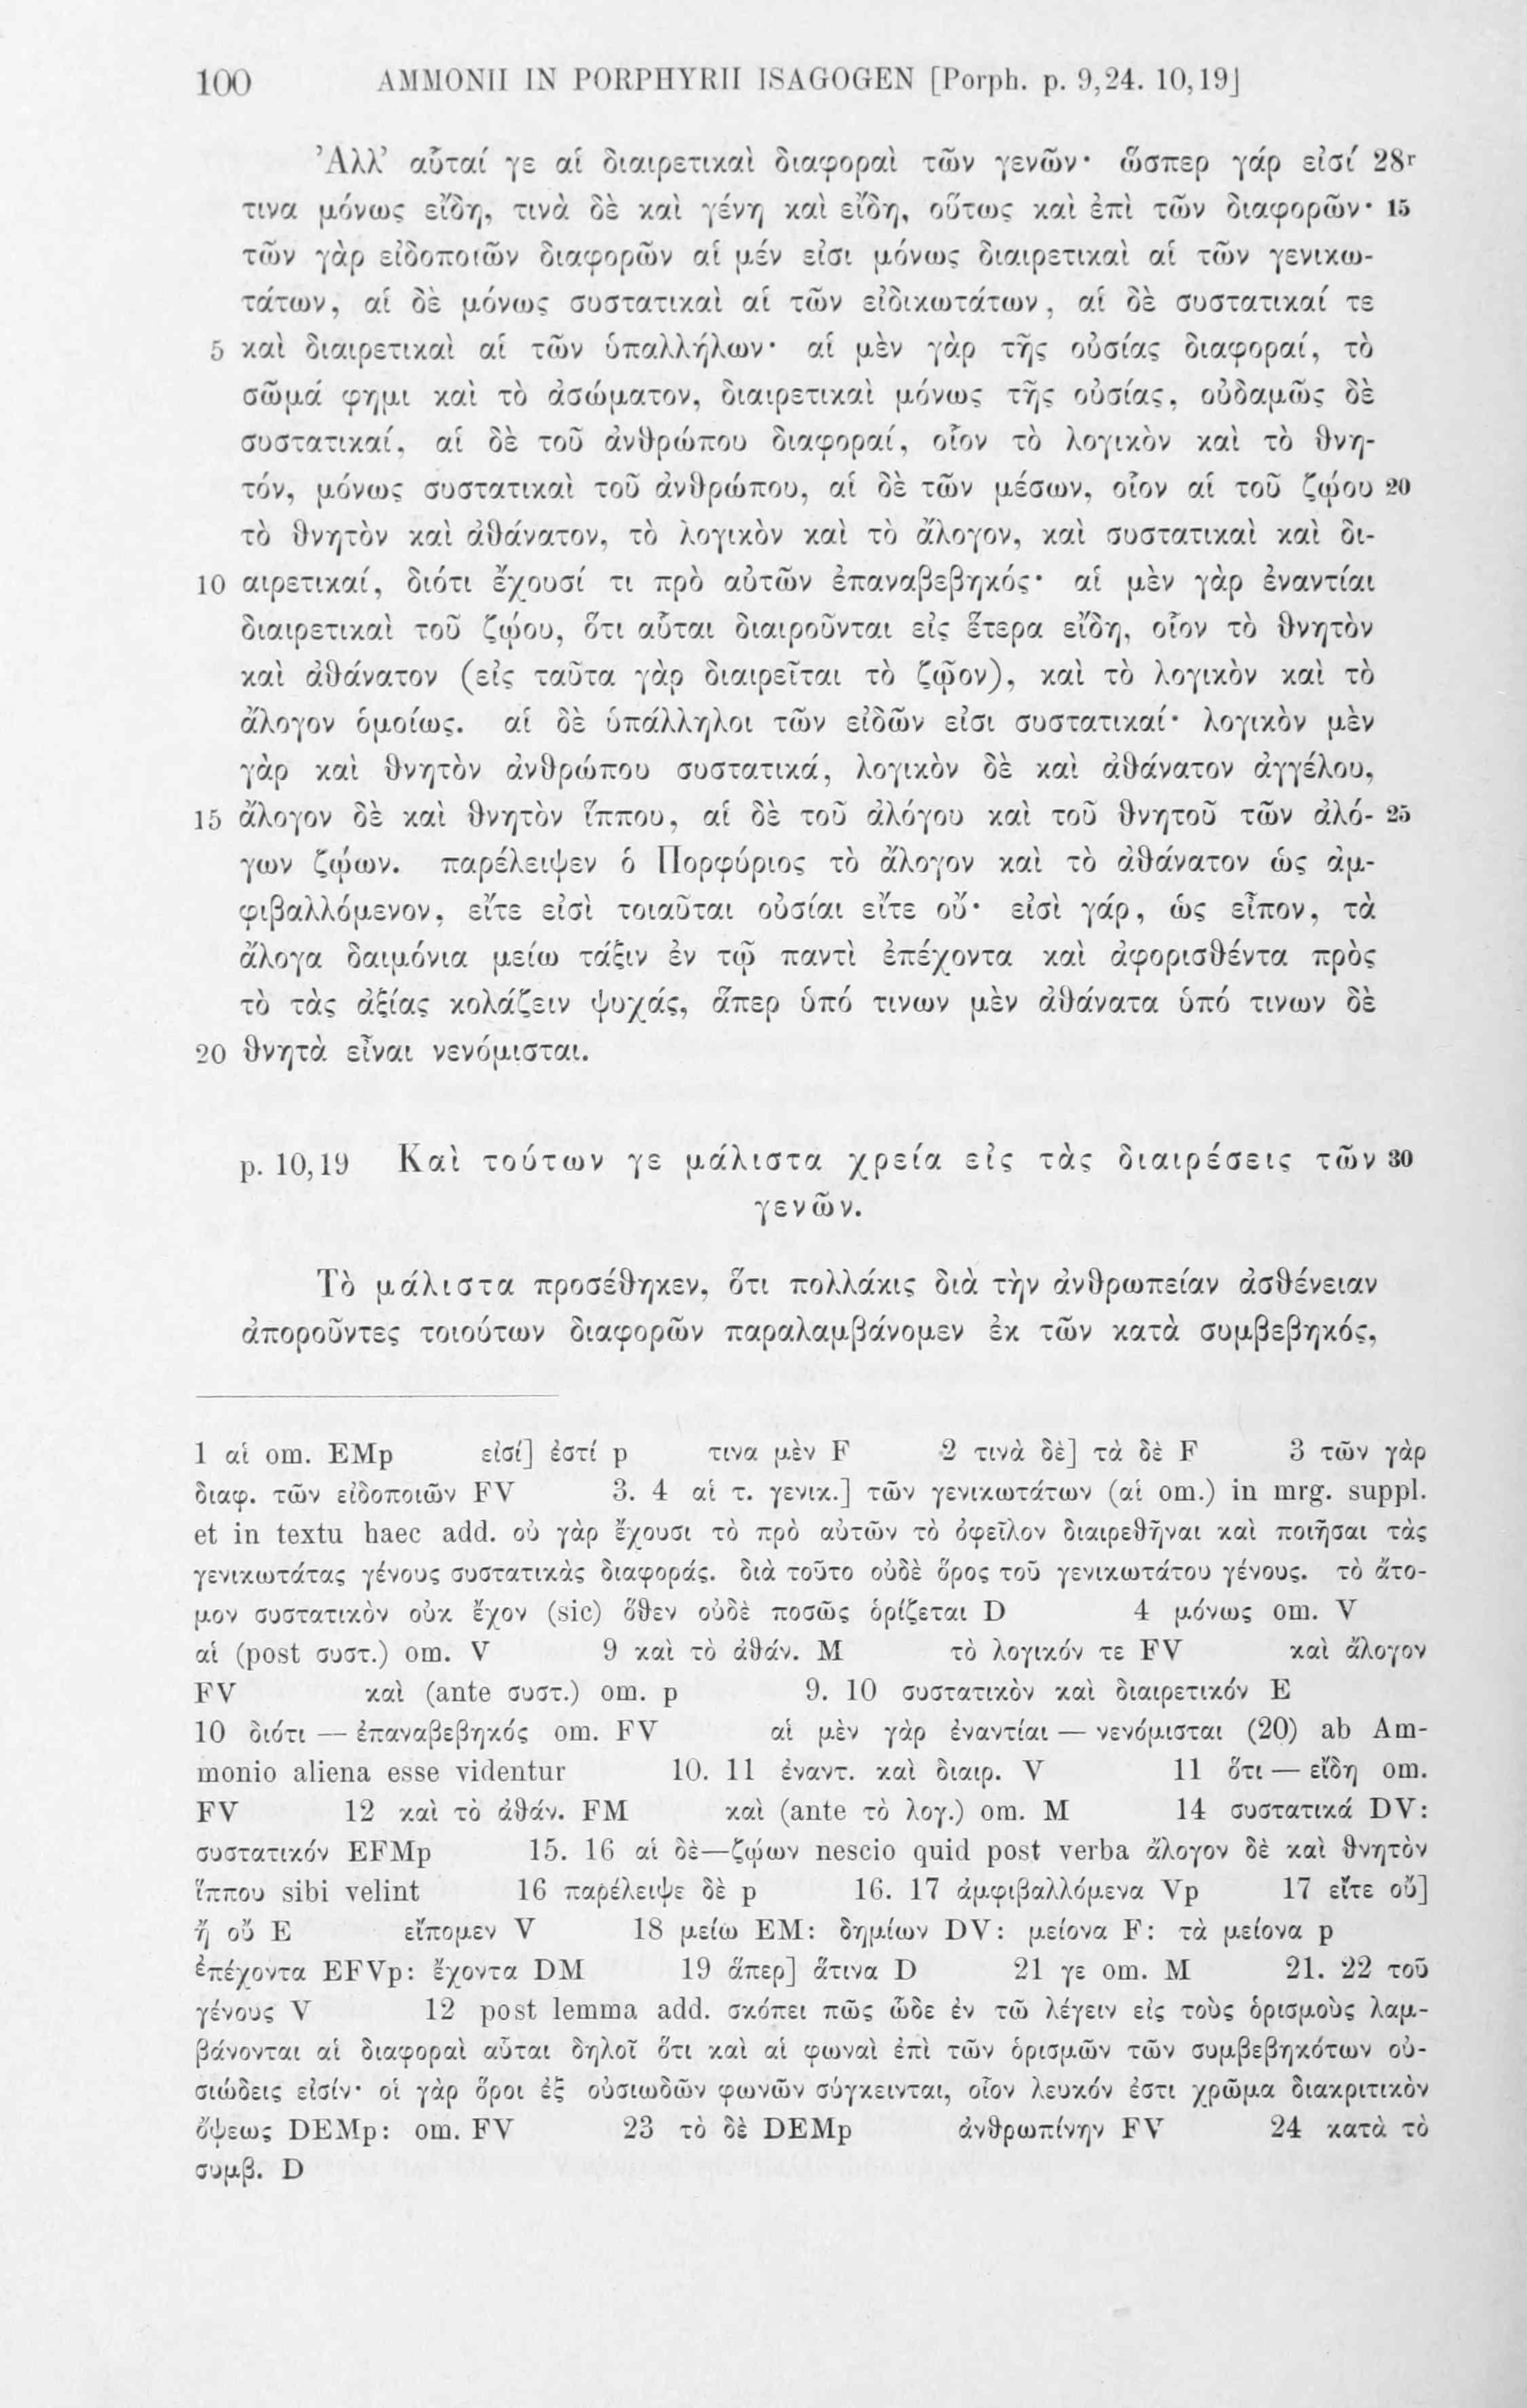 100 AMMONII IN PORPHYRII ISAGOGEN [Porph. p. 9,24. 10,19]
Ἀλλ’ αὗταί γε αἱ διαιρετικαὶ διαφοραὶ τῶν γενῶν· ὥσπερ γάρ εἰσί 28r
τινα μόνως εἴδη, τινὰ δὲ καὶ γένη καὶ εἴδη, οὕτως καὶ ἐπὶ τῶν διαφορῶν· 15
τῶν γὰρ εἰδοποιῶν διαφορῶν αἱ μέν εἰσι μόνως διαιρετικαὶ αἱ τῶν γενικω-
τάτων, αἱ δὲ μόνως συστατικαὶ αἱ τῶν εἰδικωτάτων, αἱ δὲ συστατικαί τε
5 καὶ διαιρετικαὶ αἱ τῶν ὑπαλλήλων· αἱ μὲν γὰρ τῆς οὐσίας διαφοραί, τὸ
σῶμά φημι καὶ τὸ ἀσώματον, διαιρετικαὶ μόνως τῆς οὐσίας, οὐδαμῶς δὲ
συστατικαί, αἱ δὲ τοῦ ἀνθρώπου διαφοραί, οἷον τὸ λογικὸν καὶ τὸ θνη-
τόν, μόνως συστατικαὶ τοῦ ἀνθρώπου, αἱ δὲ τῶν μέσων, οἷον αἱ τοῦ ζῴου 20
τὸ θνητὸν καὶ ἀθάνατον, τὸ λογικὸν καὶ τὸ ἄλογον, καὶ συστατικαὶ καὶ δι-
10 αιρετικαί, διότι ἔχουσί τι πρὸ αὐτῶν ἐπαναβεβηκός· αἱ μὲν γὰρ ἐναντίαι
διαιρετικαὶ τοῦ ζῴου, ὅτι αὗται διαιροῦνται εἰς ἕτερα εἴδη, οἷον τὸ θνητὸν
καὶ ἀθάνατον (εἰς ταῦτα γὰρ διαιρεῖται τὸ ζῷον), καὶ τὸ λογικὸν καὶ τὸ
ἄλογον ὁμοίως. αἱ δὲ ὑπάλληλοι τῶν εἰδῶν εἰσι συστατικαί· λογικὸν μὲν
γὰρ καὶ θνητὸν ἀνθρώπου συστατικά, λογικὸν δὲ καὶ ἀθάνατον ἀγγέλου,
15 ἄλογον δὲ καὶ θνητὸν ἵππου, αἱ δὲ τοῦ ἀλόγου καὶ τοῦ θνητοῦ τῶν ἀλό- 25
γων ζῴων. παρέλειψεν ὁ Πορφύριος τὸ ἄλογον καὶ τὸ ἀθάνατον ὡς ἀμ-
φιβαλλόμενον, εἴτε εἰσὶ τοιαῦται οὐσίαι εἴτε οὔ· εἰσὶ γάρ, ὡς εἶπον, τὰ
ἄλογα δαιμόνια μείω τάξιν ἐν τῷ παντὶ ἐπέχοντα καὶ ἀφορισθέντα πρὸς
τὸ τὰς ἀξίας κολάζειν ψυχάς, ἅπερ ὑπό τινων μὲν ἀθάνατα ὑπό τινων δὲ
20 θνητὰ εἶναι νενόμισται.
p. 10,19 Καὶ τούτων γε μάλιστα χρεία εἰς τὰς διαιρέσεις τῶν 30
γενῶν.
Τὸ μάλιστα προσέθηκεν, ὅτι πολλάκις διὰ τὴν ἀνθρωπείαν ἀσθένειαν
ἀποροῦντες τοιούτων διαφορῶν παραλαμβάνομεν ἐκ τῶν κατὰ συμβεβηκός,
1 αἱ om. EMp εἰσί] ἐστί p τινα μὲν F 2 τινὰ δὲ] τὰ δὲ F 3 τῶν γὰρ
διαφ. τῶν εἰδοποιῶν FV 3. 4 αἱ τ. γενικ.] τῶν γενικωτάτων (αἱ om.) in mrg. suppl.
et in textu haec add. οὐ γὰρ ἔχουσι τὸ πρὸ αὐτῶν τὸ ὀφεῖλον διαιρεθῆναι καὶ ποιῆσαι τὰς
γενικωτάτας γένους συστατικὰς διαφοράς. διὰ τοῦτο οὐδὲ ὅρος τοῦ γενικωτάτου γένους. τὸ ἄτο-
μον συστατικὸν οὐκ ἔχον (sic) ὅθεν οὐδὲ ποσῶς ὁρίζεται D 4 μόνως om. V
αἱ (post συστ.) om. V 9 καὶ τὸ ἀθάν. M τὸ λογικόν τε FV καὶ ἄλογον
FV καὶ (ante συστ.) om. p 9. 10 συστατικὸν καὶ διαιρετικόν E
10 διότι — ἐπαναβεβηκός om. FV αἱ μὲν γὰρ ἐναντίαι — νενόμισται (20) ab Am-
monio aliena esse videntur 10. 11 ἐναντ. καὶ διαιρ. V 11 ὅτι — εἴδη om.
FV 12 καὶ τὸ ἀθάν. FM καὶ (ante τὸ λογ.) om. M 14 συστατικά DV:
συστατικόν EFMp 15. 16 αἱ δὲ—ζῴων nescio quid post verba ἄλογον δὲ καὶ θνητὸν
ἵππου sibi velint 16 παρέλειψε δὲ p 16. 17 ἀμφιβαλλόμενα Vp 17 εἴτε οὔ]
ἢ οὔ E εἴπομεν V 18 μείω EM: δημίων DV: μείονα F: τὰ μείονα p
ἐπέχοντα EFVp: ἔχοντα DM 19 ἅπερ] ἅτινα D 21 γε om. M 21. 22 τοῦ
γένους V 12 post lemma add. σκόπει πῶς ὧδε ἐν τῶ λέγειν εἰς τοὺς ὁρισμοὺς λαμ-
βάνονται αἱ διαφοραὶ αὗται δηλοῖ ὅτι καὶ αἱ φωναὶ ἐπὶ τῶν ὁρισμῶν τῶν συμβεβηκότων οὐ-
σιώδεις εἰσίν· οἱ γὰρ ὅροι ἐξ οὐσιωδῶν φωνῶν σύγκεινται, οἷον λευκόν ἐστι χρῶμα διακριτικὸν
ὄψεως DEMp: om. FV 23 τὸ δὲ DEMp ἀνθρωπίνην FV 24 κατὰ τὸ
συμβ. D